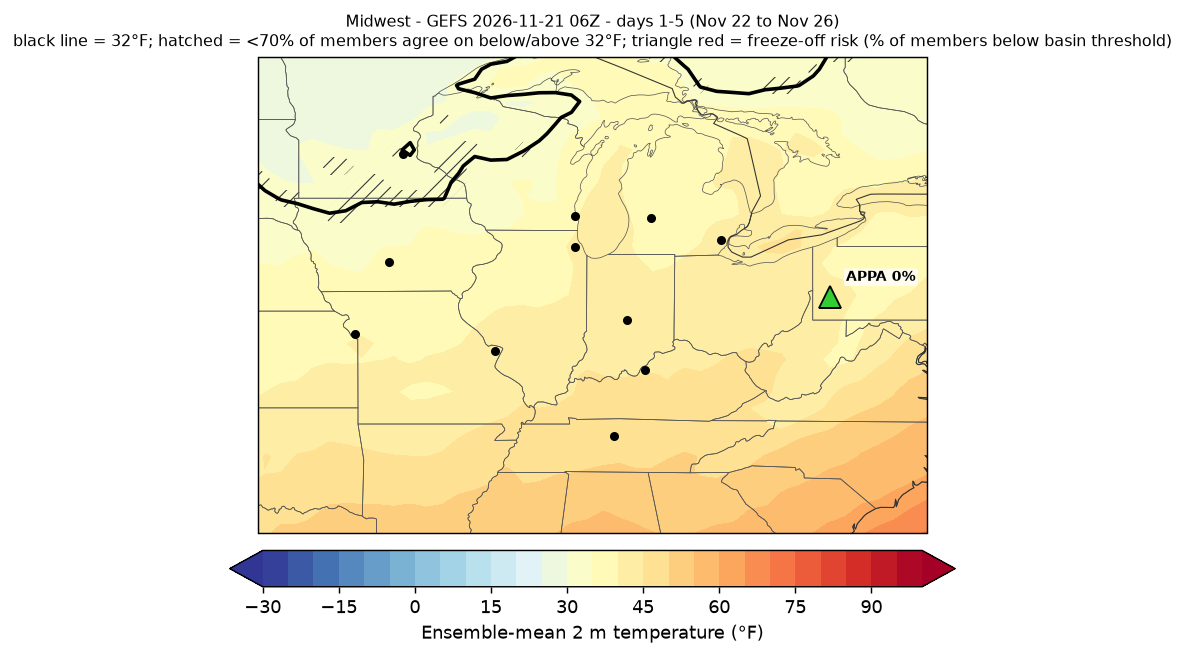 Midwest - GEFS 2026-11-21 06Z - days 1-5 (Nov 22 to Nov 26)
black line = 32°F; hatched = <70% of members agree on below/above 32°F; triangle red = freeze-off risk (% of members below basin threshold)
APPA 0%
−30 −15 0 15 30 45 60 75 90
Ensemble-mean 2 m temperature (°F)